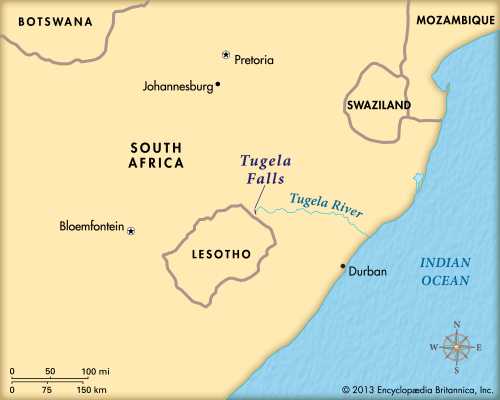 BOTSWANA
MOZAMBIQUE
Pretoria
Johannesburg
SWAZILAND
SOUTH
AFRICA
Tugela
Falls
Tugela River
Bloemfontein
LESOTHO
Durban
INDIAN
OCEAN
N
W E
S
0 50 100 mi
0 75 150 km
© 2013 Encyclopædia Britannica, Inc.